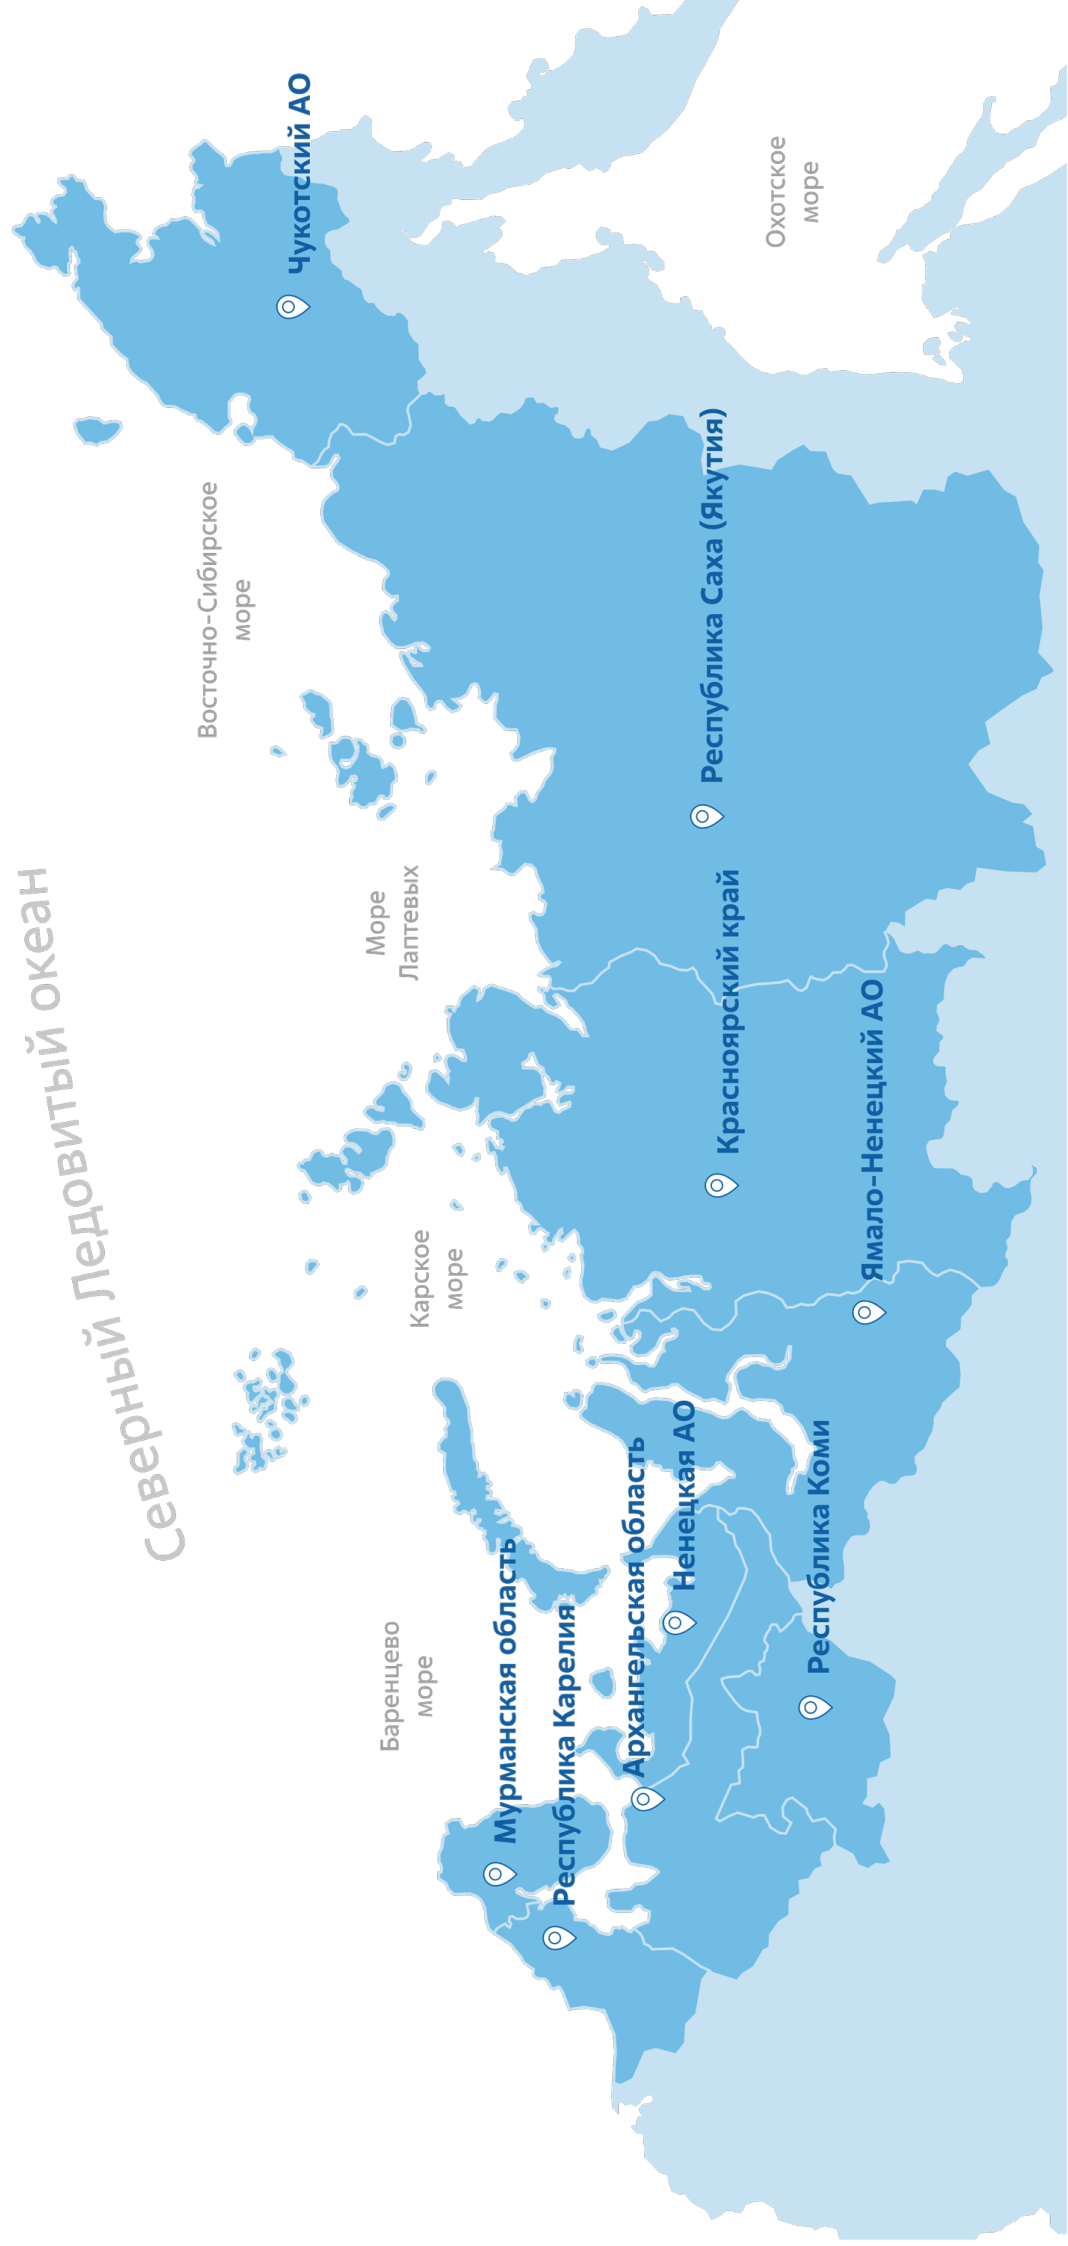 Северный Ледовитый океан
Баренцево
море
Карское
море
Море
Лаптевых
Восточно-Сибирское
море
Охотское
море
Чукотский АО
Мурманская область
Республика Карелия
Архангельская область
Ненецкая АО
Республика Коми
Ямало-Ненецкий АО
Красноярский край
Республика Саха (Якутия)